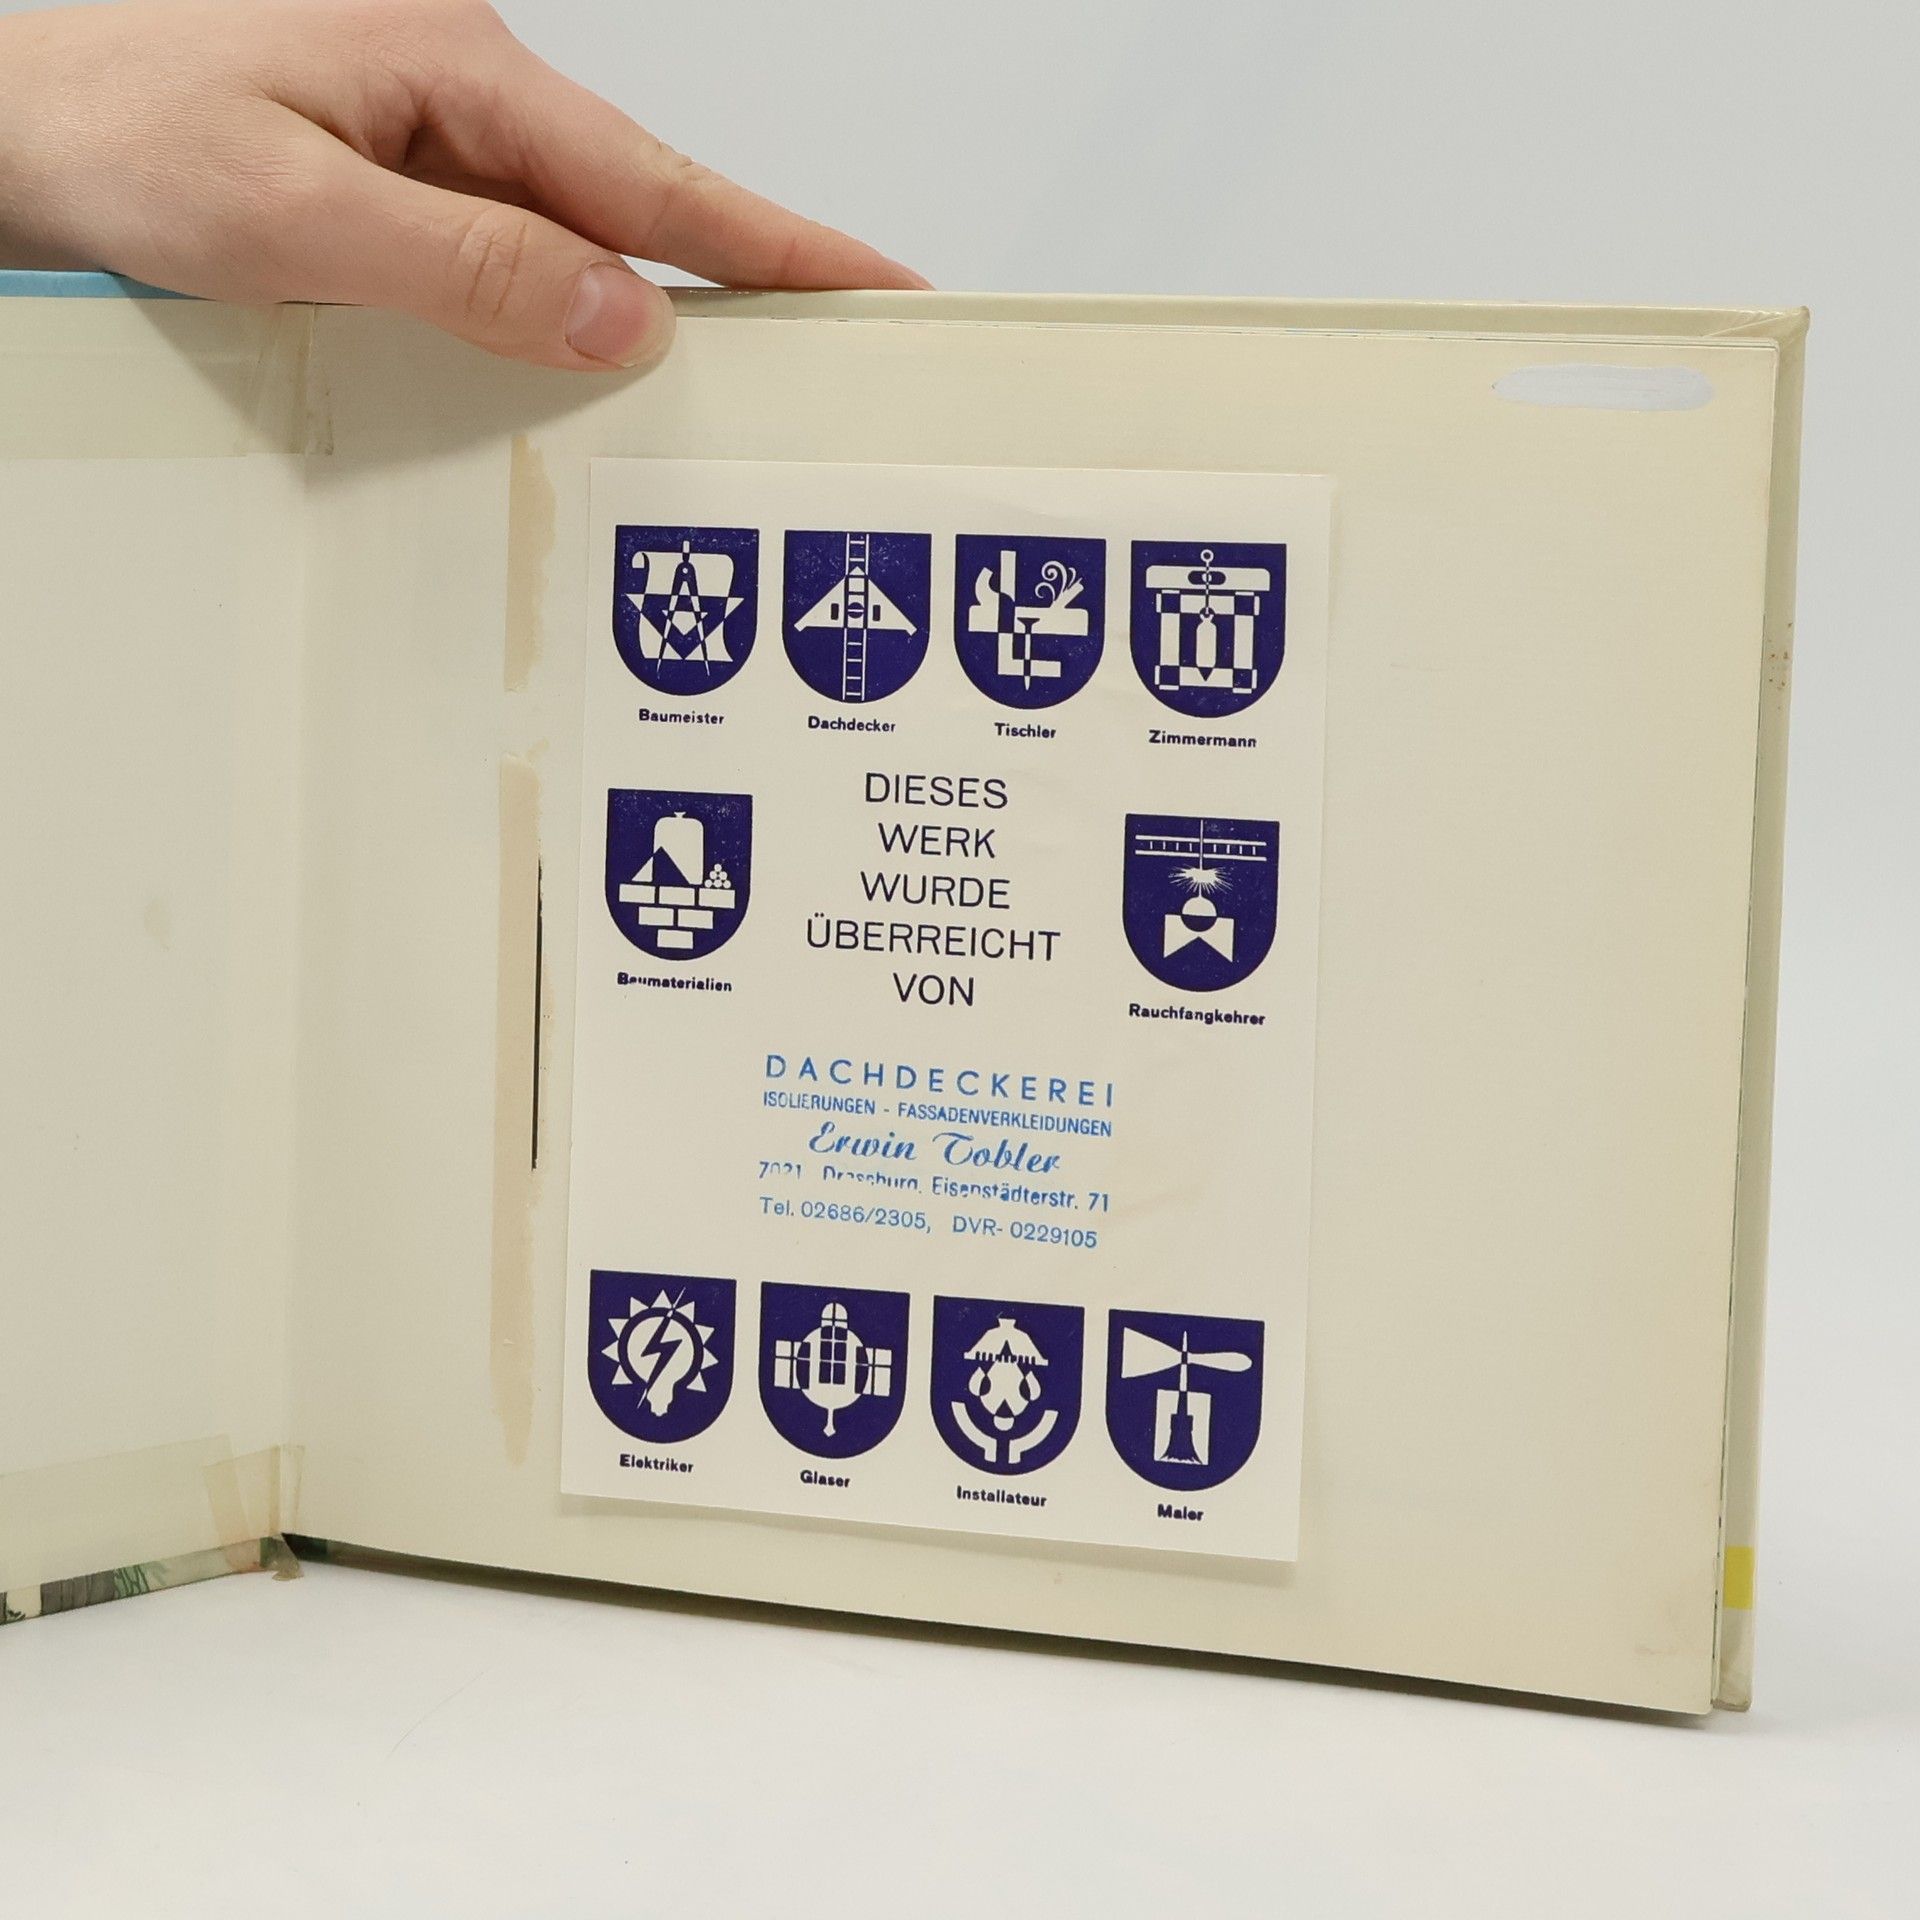 Baumeister
Dachdecker
Tischler
Zimmermann
DIESES
WERK
WURDE
ÜBERREICHT
VON
Baumaterialien
Rauchfangkehrer
DACHDECKEREI
ISOLIERUNGEN - FASSADENVERKLEIDUNGEN
Erwin Tobler
Eisenstädterstr. 71
Tel. 02686/2305, DVR- 0229105
Elektriker
Glaser
Installateur
Maler